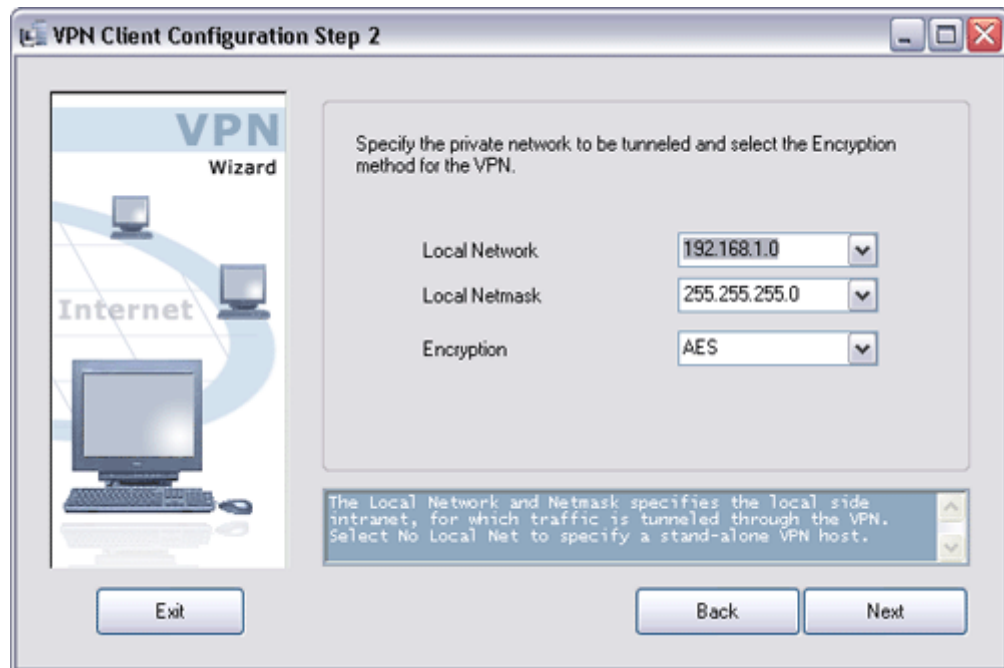 VPN Client Configuration Step 2
VPN
Wizard
Internet
Specify the private network to be tunneled and select the Encryption
method for the VPN.
Local Network 192.168.1.0
Local Netmask 255.255.255.0
Encryption AES
The Local Network and Netmask specifies the local side
intranet, for which traffic is tunneled through the VPN.
Select No Local Net to specify a stand-alone VPN host.
Exit Back Next